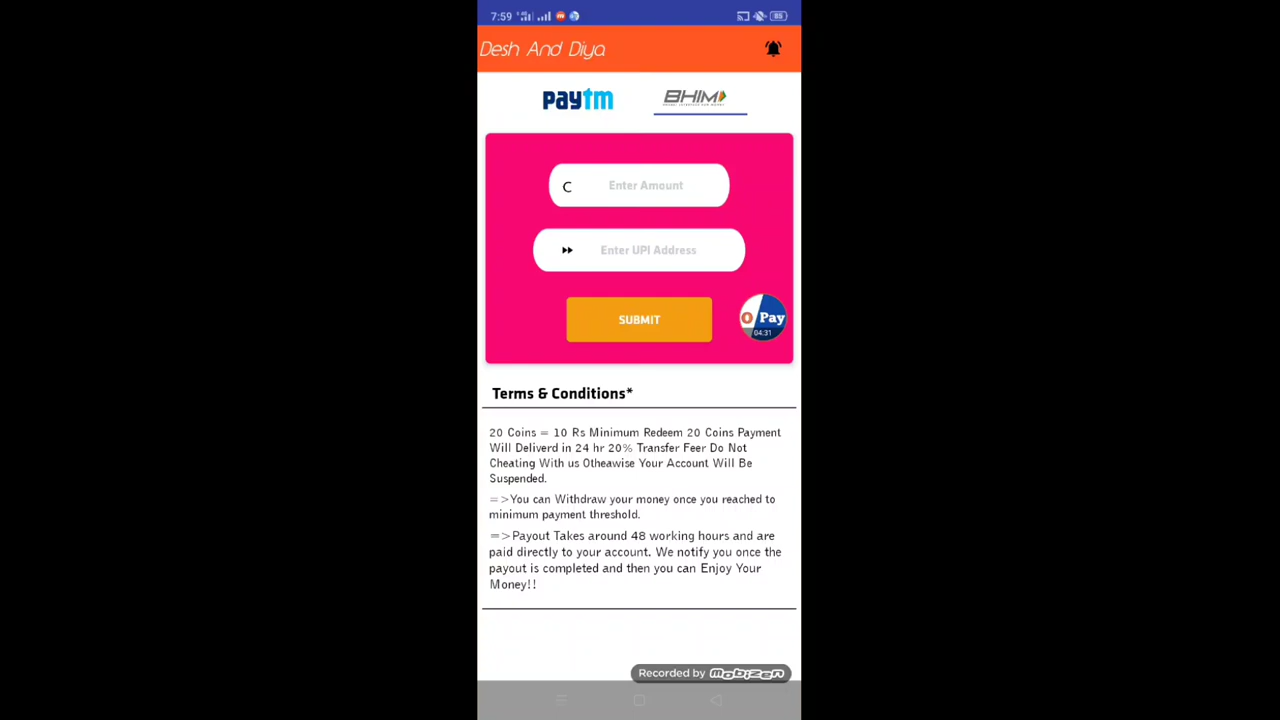 7:59
85
Desh And Diya
paytm
BHIM
C Enter Amount
Enter UPI Address
SUBMIT
O Pay
04:31
Terms & Conditions*
20 Coins = 10 Rs Minimum Redeem 20 Coins Payment
Will Deliverd in 24 hr 20% Transfer Feer Do Not
Cheating With us Otheawise Your Account Will Be
Suspended.
=>You can Withdraw your money once you reached to
minimum payment threshold.
=>Payout Takes around 48 working hours and are
paid directly to your account. We notify you once the
payout is completed and then you can Enjoy Your
Money!!
Recorded by mobizen